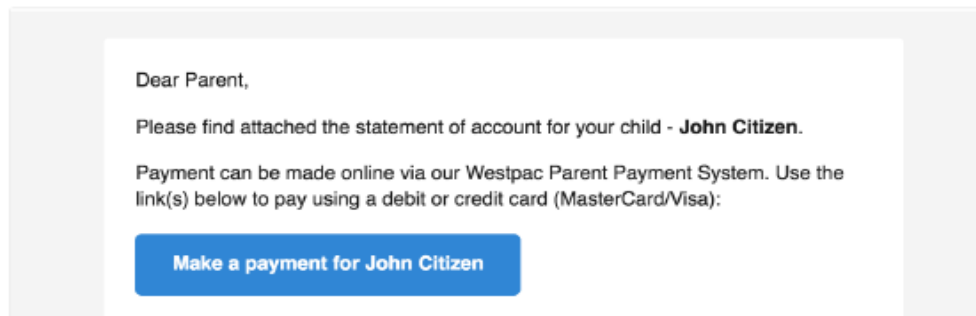 Dear Parent,
Please find attached the statement of account for your child - John Citizen.
Payment can be made online via our Westpac Parent Payment System. Use the
link(s) below to pay using a debit or credit card (MasterCard/Visa):
Make a payment for John Citizen